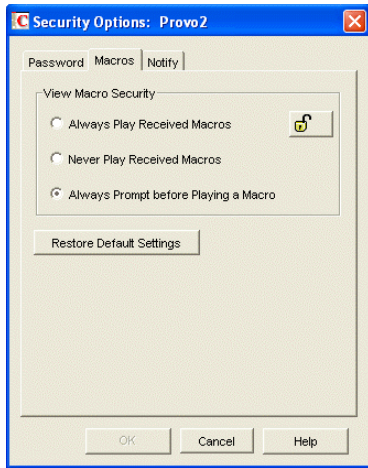 C Security Options: Provo2
Password Macros Notify
View Macro Security
Always Play Received Macros
Never Play Received Macros
Always Prompt before Playing a Macro
Restore Default Settings
OK Cancel Help